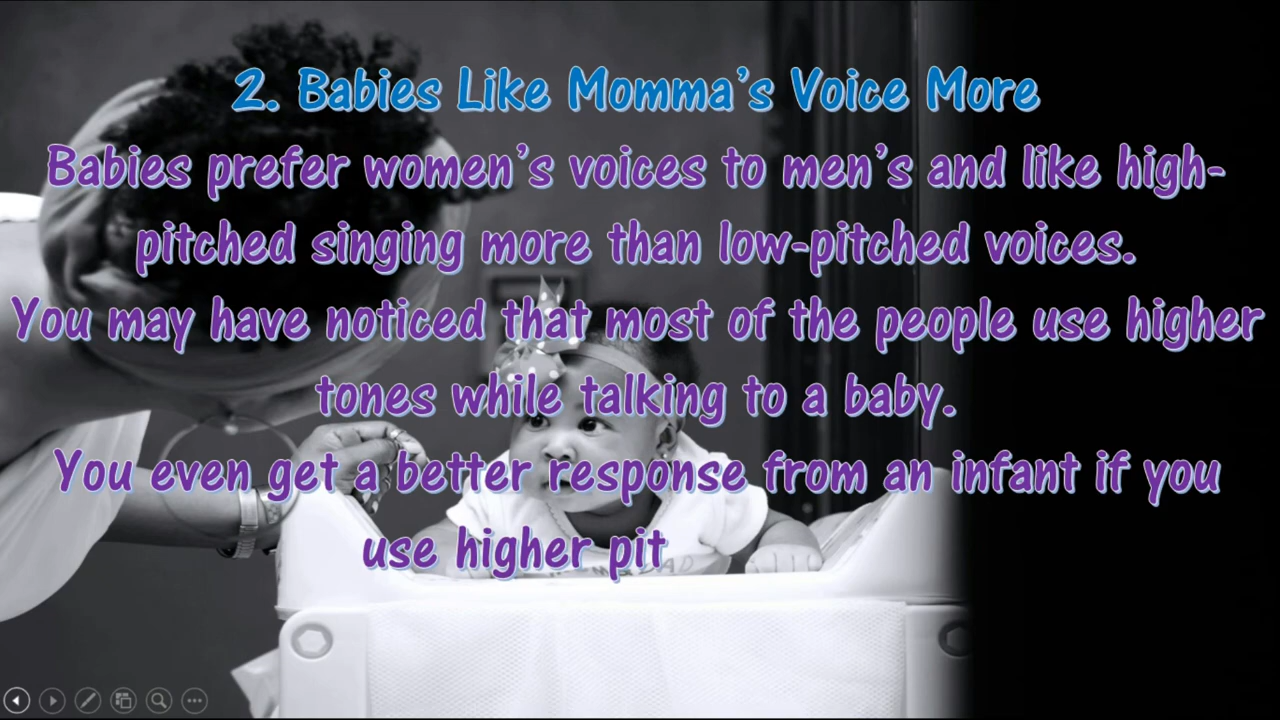 2. Babies Like Momma's Voice More
Babies prefer women's voices to men's and like high-
pitched singing more than low-pitched voices.
You may have noticed that most of the people use higher
tones while talking to a baby.
You even get a better response from an infant if you
use higher pit
DAD